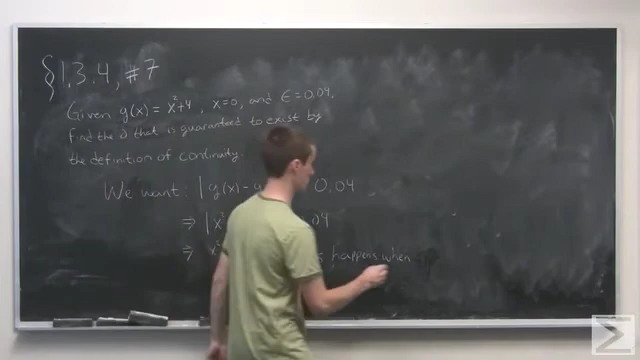 §1.3.4, #7
Given g(x) = x²+4, x=0, and ε=0.04,
find the δ that is guaranteed to exist by
the definition of continuity.
We want: |g(x) - 4 0.04
⇒ |x² .04
⇒ x² happens when
Σ